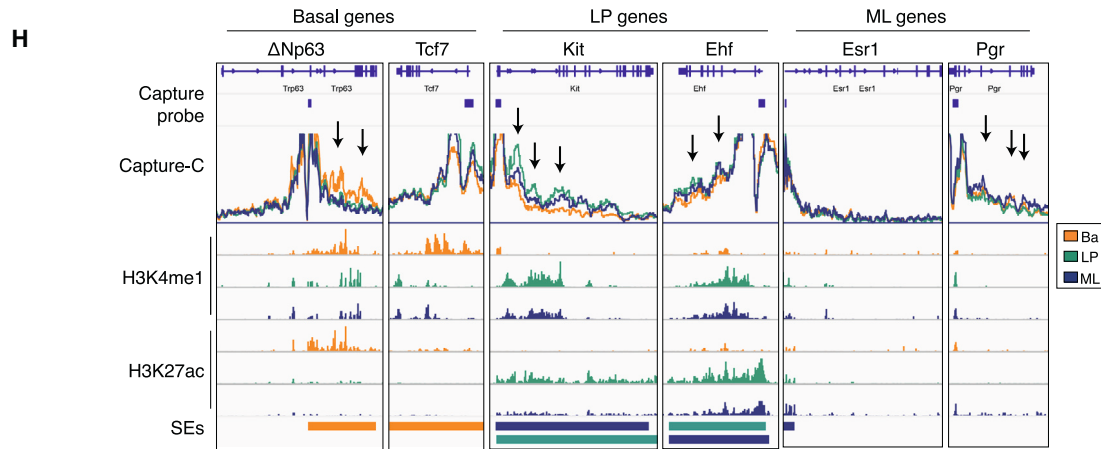 H
Basal genes LP genes ML genes
ΔNp63 Tcf7 Kit Ehf Esr1 Pgr
Trp63 Trp63 Tcf7 Kit Ehf Esr1 Esr1 Pgr Pgr
Capture
probe
Capture-C
Ba
LP
ML
H3K4me1
H3K27ac
SEs